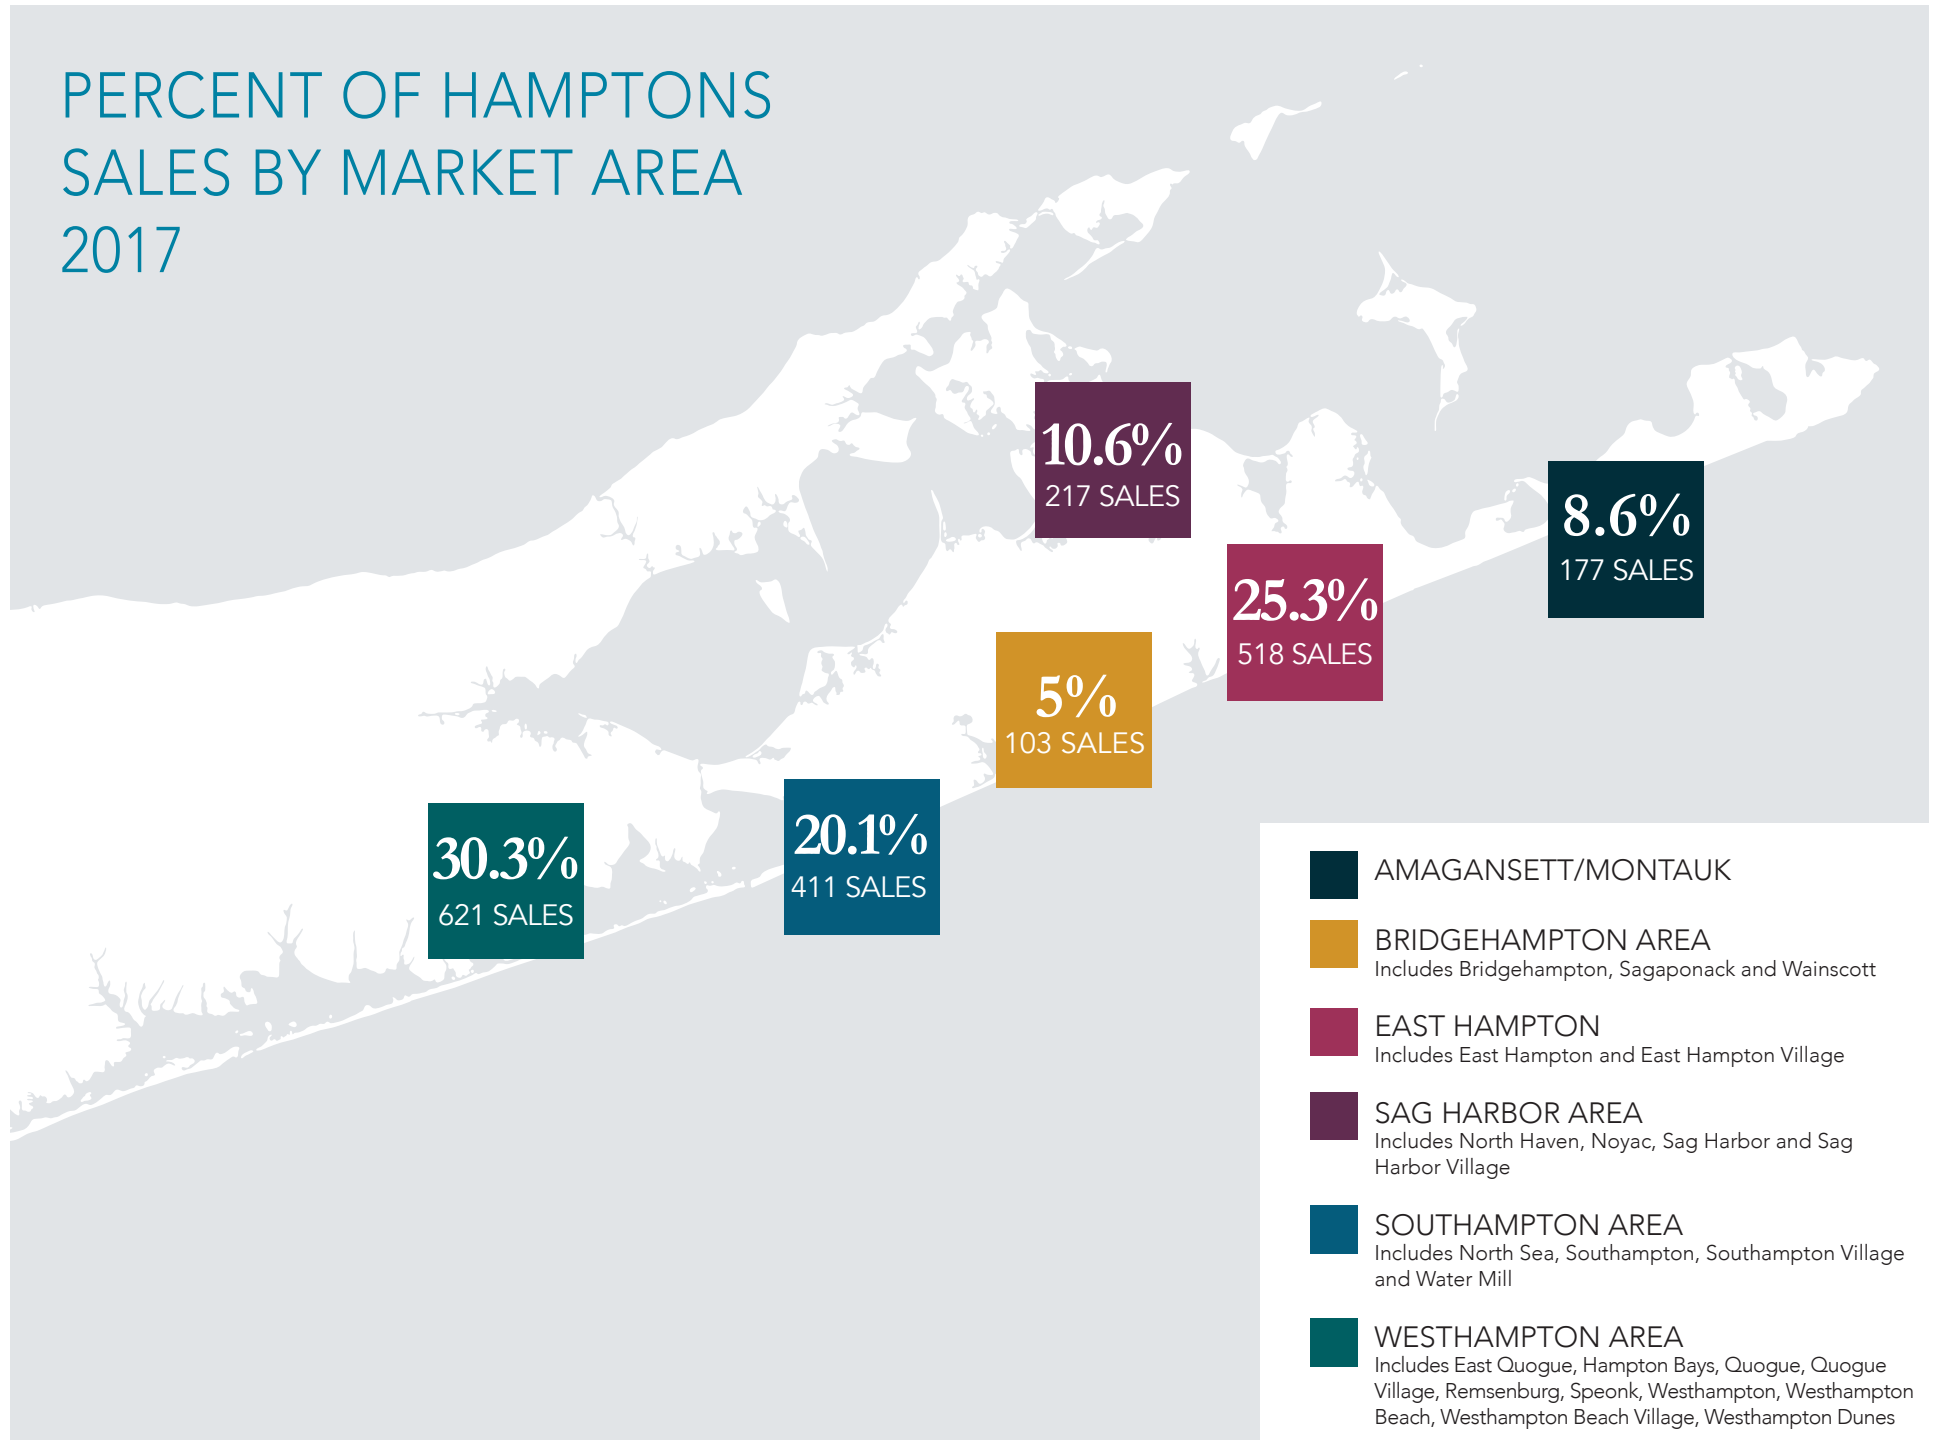 PERCENT OF HAMPTONS
SALES BY MARKET AREA
2017
10.6%
217 SALES
8.6%
177 SALES
25.3%
518 SALES
5%
103 SALES
20.1%
411 SALES
30.3%
621 SALES
AMAGANSETT/MONTAUK
BRIDGEHAMPTON AREA
Includes Bridgehampton, Sagaponack and Wainscott
EAST HAMPTON
Includes East Hampton and East Hampton Village
SAG HARBOR AREA
Includes North Haven, Noyac, Sag Harbor and Sag
Harbor Village
SOUTHAMPTON AREA
Includes North Sea, Southampton, Southampton Village
and Water Mill
WESTHAMPTON AREA
Includes East Quogue, Hampton Bays, Quogue, Quogue
Village, Remsenburg, Speonk, Westhampton, Westhampton
Beach, Westhampton Beach Village, Westhampton Dunes